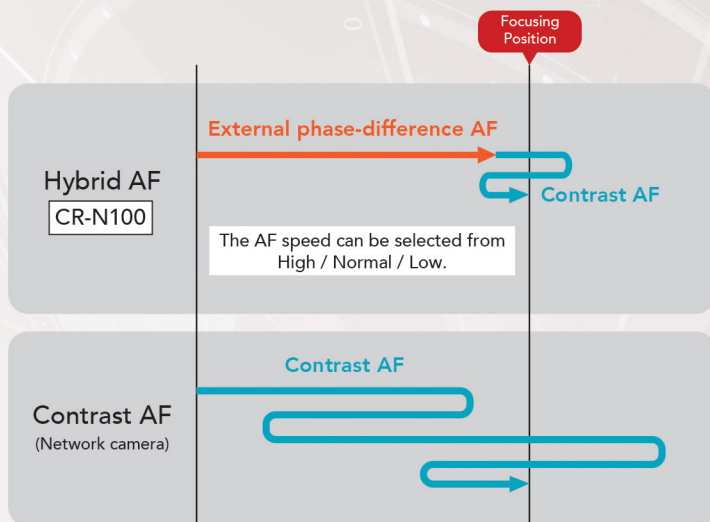 Focusing
Position
External phase-difference AF
Hybrid AF
CR-N100
Contrast AF
The AF speed can be selected from
High / Normal / Low.
Contrast AF
Contrast AF
(Network camera)